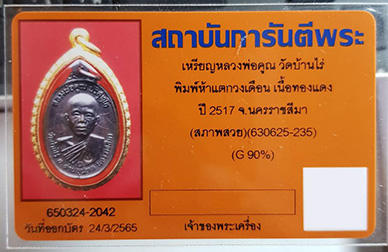 สถาบันการันตีพระ
เหรียญหลวงพ่อคูณ วัดบ้านไร่
พิมพ์ห้าแตกวงเดือน เนื้อทองแดง
ปี 2517 จ.นครราชสีมา
(สภาพสวย)(630625-235)
(G 90%)
650324-2042
วันที่ออกบัตร 24/3/2565
เจ้าของพระเครื่อง